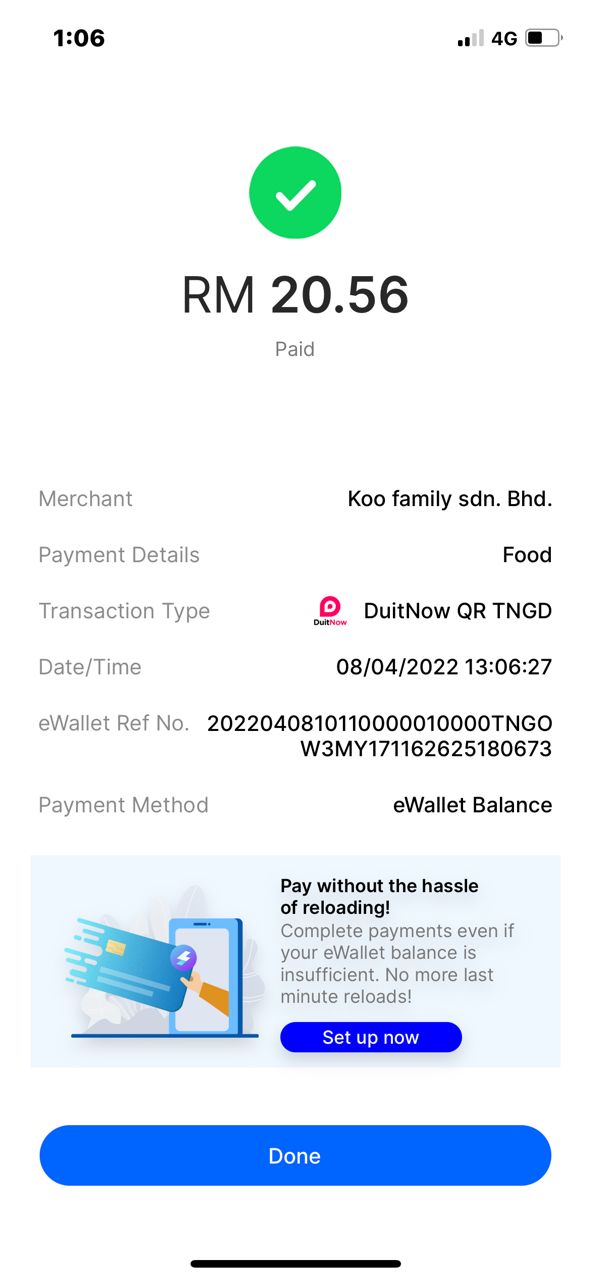 1:06 4G
RM 20.56
Paid
Merchant Koo family sdn. Bhd.
Payment Details Food
Transaction Type DuitNow DuitNow QR TNGD
Date/Time 08/04/2022 13:06:27
eWallet Ref No. 2022040810110000010000TNGO
W3MY171162625180673
Payment Method eWallet Balance
Pay without the hassle
of reloading!
Complete payments even if
your eWallet balance is
insufficient. No more last
minute reloads!
Set up now
Done